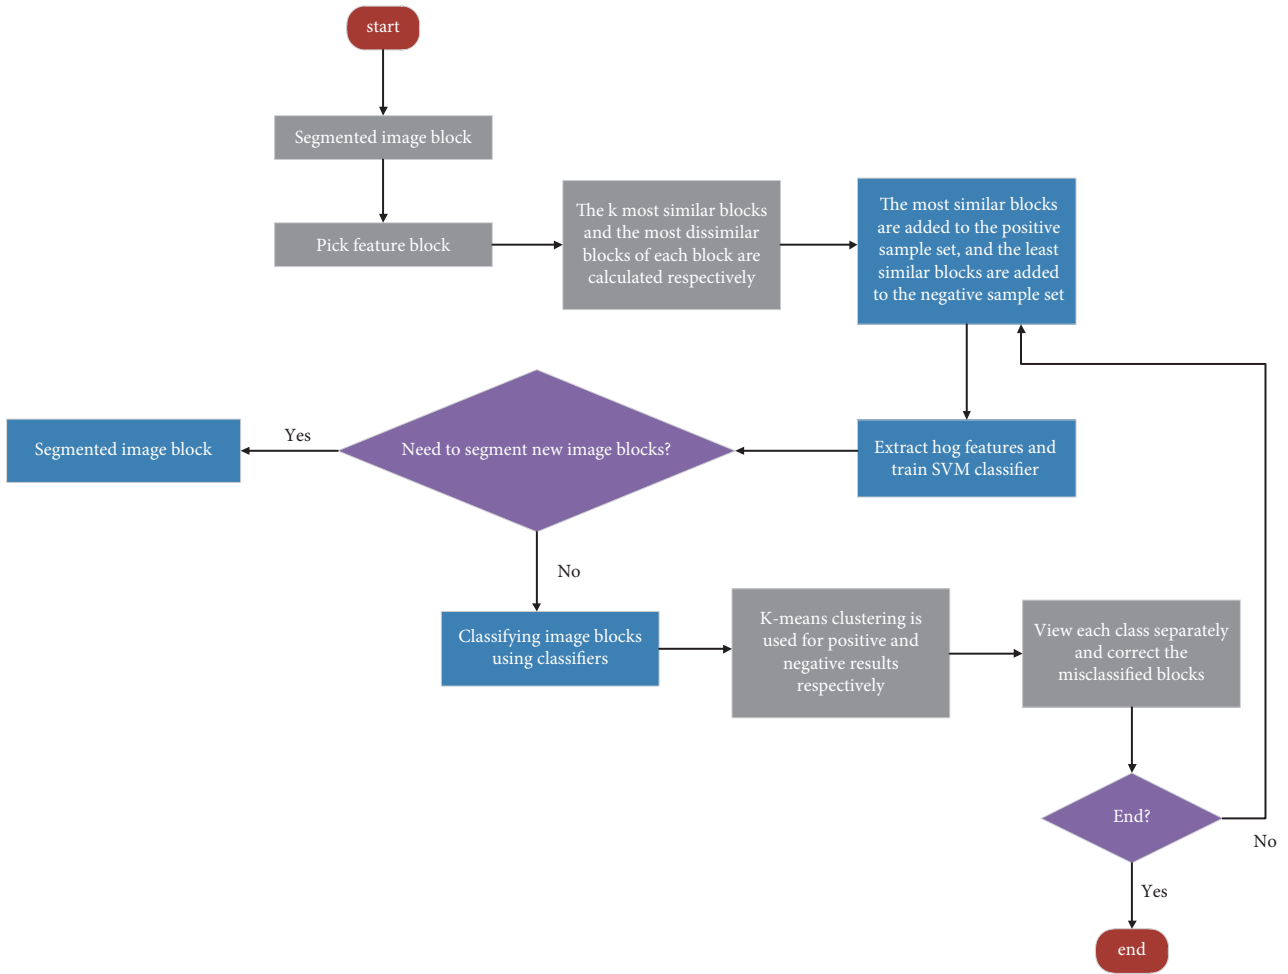 start
Segmented image block
Pick feature block
The k most similar blocks
and the most dissimilar
blocks of each block are
calculated respectively
The most similar blocks
are added to the positive
sample set, and the least
similar blocks are added
to the negative sample set
Extract hog features and
train SVM classifier
Need to segment new image blocks?
Yes
Segmented image block
No
Classifying image blocks
using classifiers
K-means clustering is
used for positive and
negative results
respectively
View each class separately
and correct the
misclassified blocks
End?
No
Yes
end